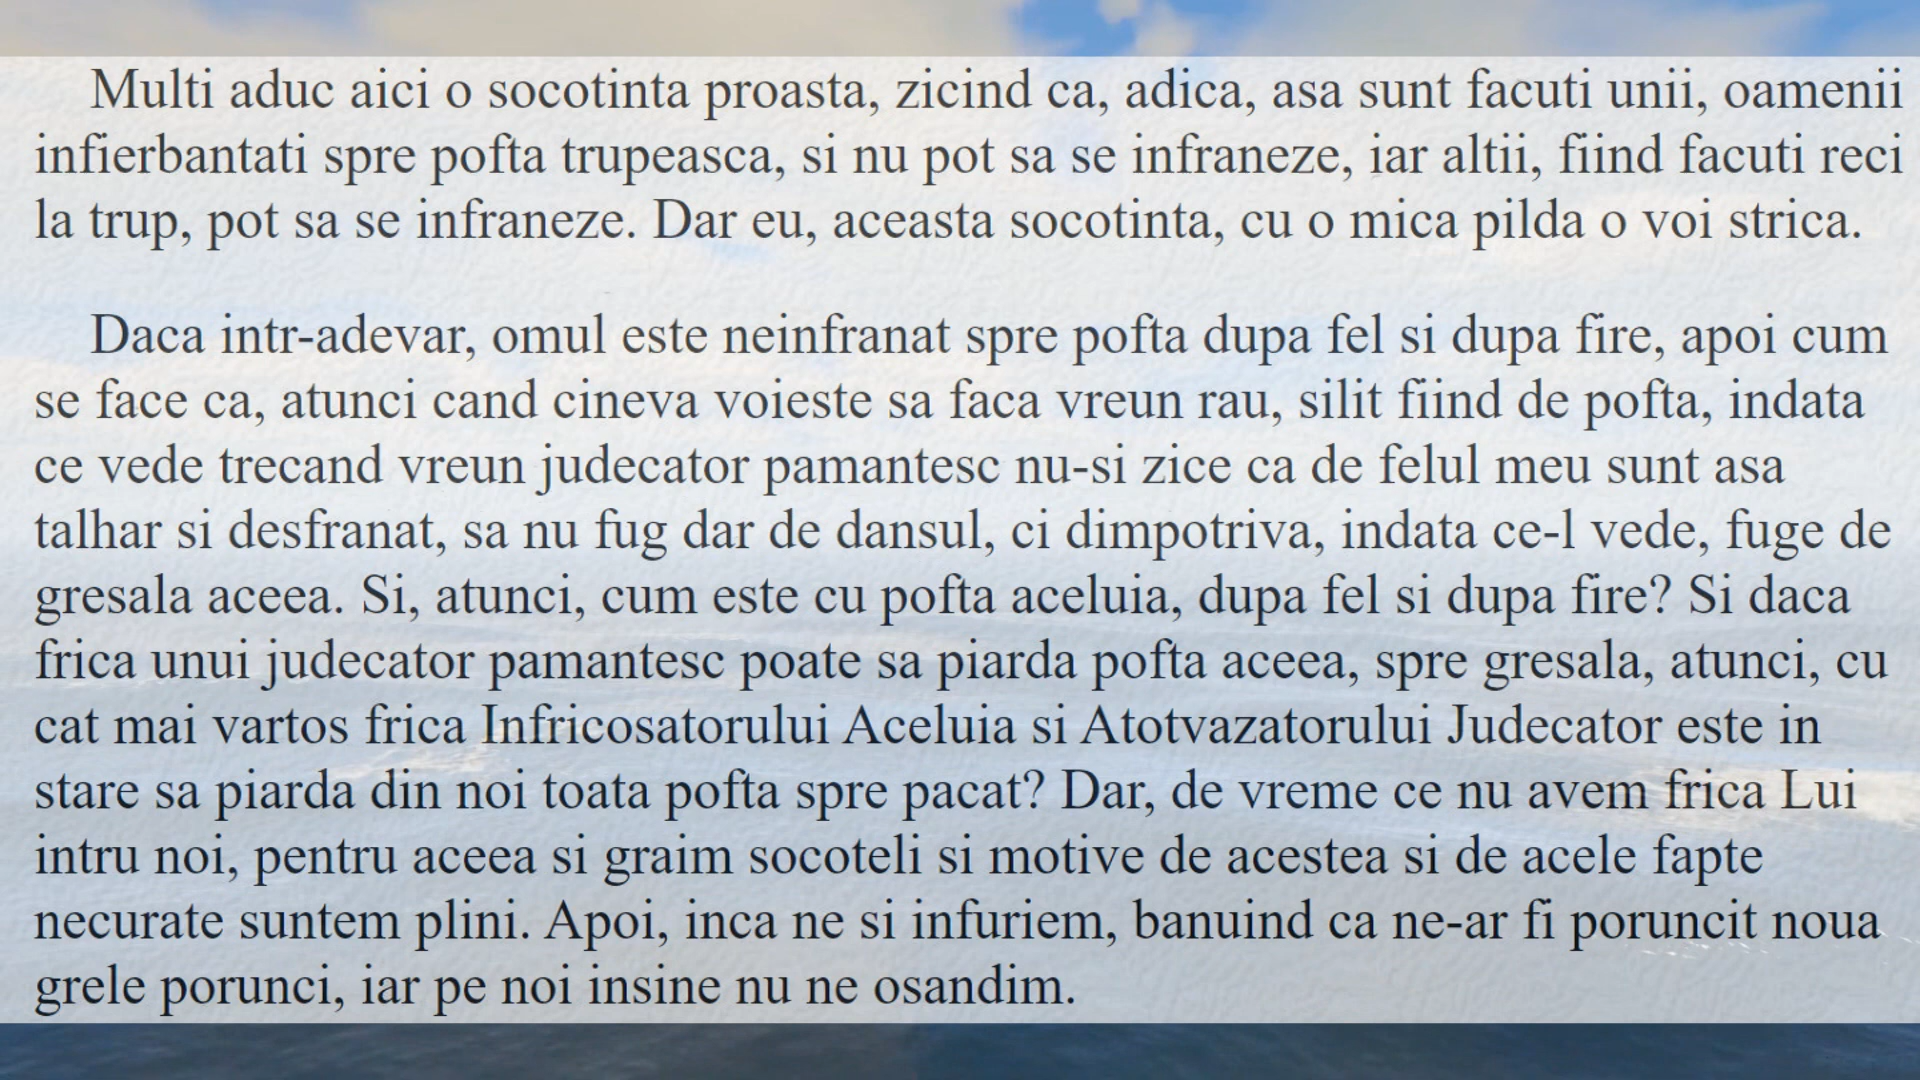 Multi aduc aici o socotinta proasta, zicind ca, adica, asa sunt facuti unii, oamenii
infierbantati spre pofta trupeasca, si nu pot sa se infraneze, iar altii, fiind facuti reci
la trup, pot sa se infraneze. Dar eu, aceasta socotinta, cu o mica pilda o voi strica.
Daca intr-adevar, omul este neinfranat spre pofta dupa fel si dupa fire, apoi cum
se face ca, atunci cand cineva voieste sa faca vreun rau, silit fiind de pofta, indata
ce vede trecand vreun judecator pamantesc nu-si zice ca de felul meu sunt asa
talhar si desfranat, sa nu fug dar de dansul, ci dimpotriva, indata ce-l vede, fuge de
gresala aceea. Si, atunci, cum este cu pofta aceluia, dupa fel si dupa fire? Si daca
frica unui judecator pamantesc poate sa piarda pofta aceea, spre gresala, atunci, cu
cat mai vartos frica Infricosatorului Aceluia si Atotvazatorului Judecator este in
stare sa piarda din noi toata pofta spre pacat? Dar, de vreme ce nu avem frica Lui
intru noi, pentru aceea si graim socoteli si motive de acestea si de acele fapte
necurate suntem plini. Apoi, inca ne si infuriem, banuind ca ne-ar fi poruncit noua
grele porunci, iar pe noi insine nu ne osandim.